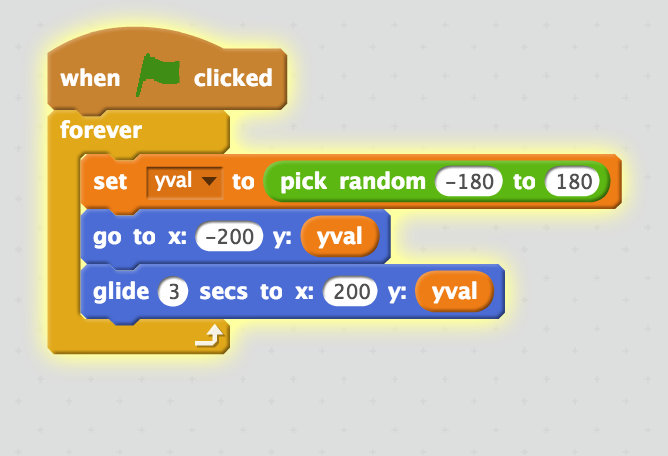 when clicked
forever
set yval to pick random -180 to 180
go to x: -200 y: yval
glide 3 secs to x: 200 y: yval